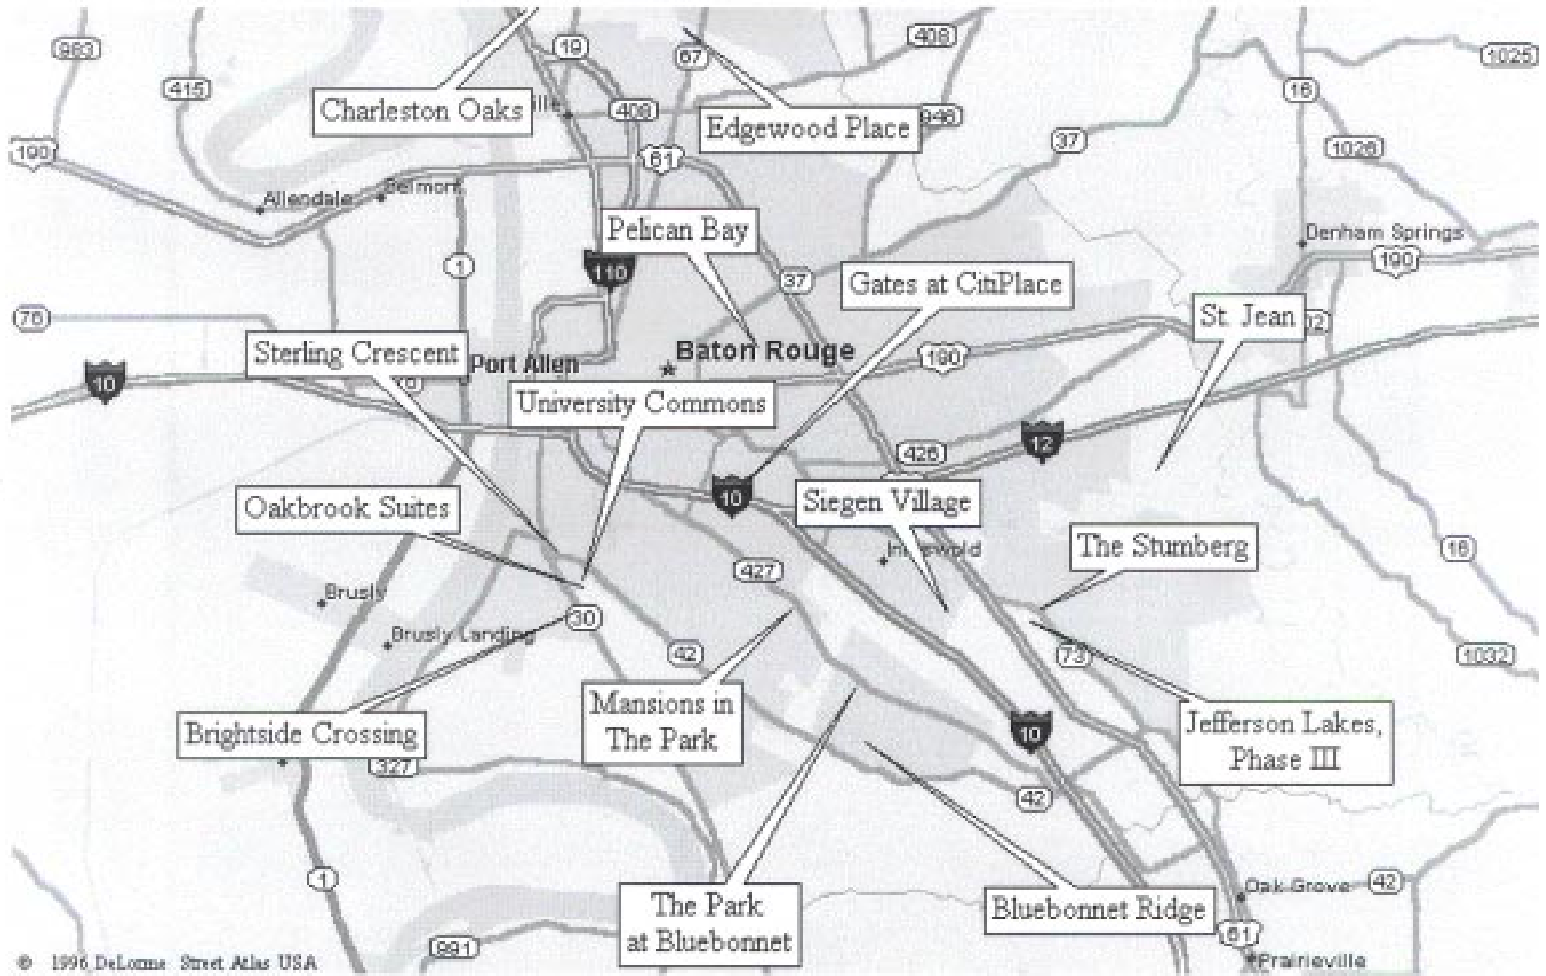 983
19
67
408
1025
415
16
Charleston Oaks
408
Edgewood Place
946
190
61
37
1026
Allendale
Belmont
Pelican Bay
Denham Springs
190
1
110
37
Gates at CitiPlace
76
St. Jean
Sterling Crescent
Port Allen
Baton Rouge
190
10
University Commons
426
12
Oakbrook Suites
10
Siegen Village
The Stumberg
18
427
Brusly
30
Brusly Landing
42
73
1032
Mansions in
The Park
Brightside Crossing
10
Jefferson Lakes,
Phase III
327
42
1
The Park
at Bluebonnet
Bluebonnet Ridge
Oak Grove
42
61
991
© 1996 DeLorme Street Atlas USA
Prairieville